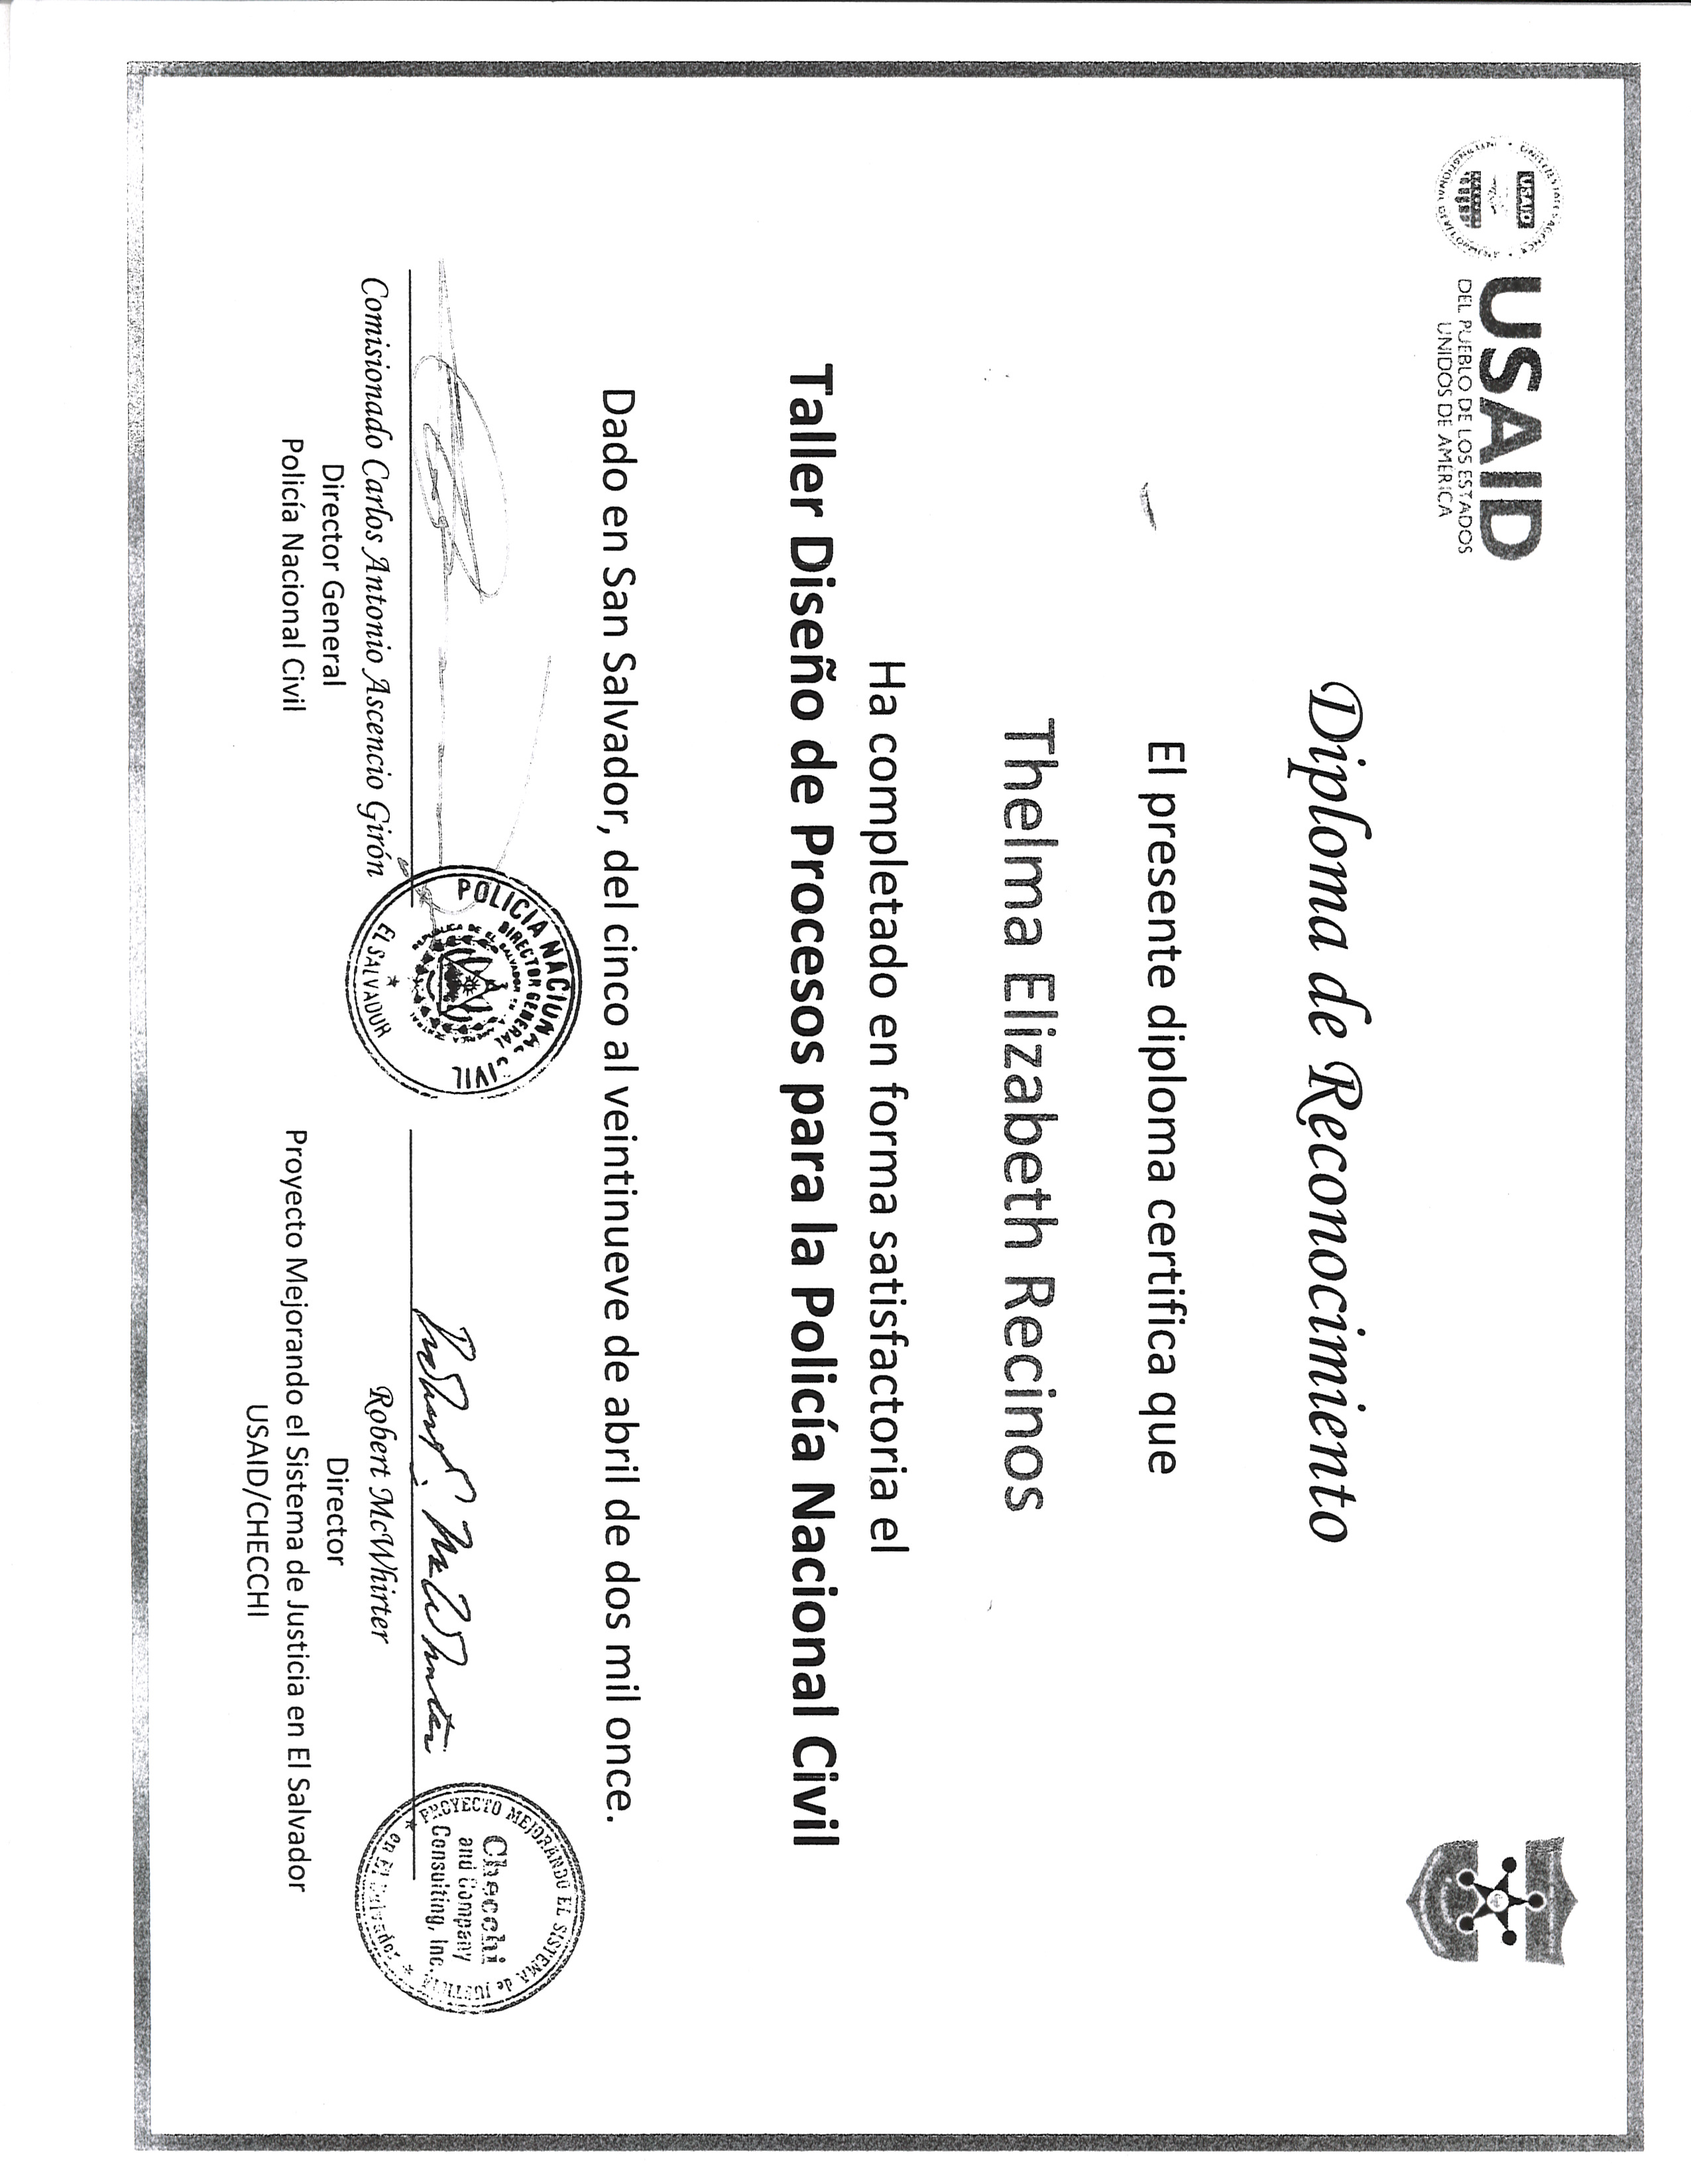 USAID
USAID
DEL PUEBLO DE LOS ESTADOS
UNIDOS DE AMERICA
Diploma de Reconocimiento
El presente diploma certifica que
Thelma Elizabeth Recinos
Ha completado en forma satisfactoria el
Taller Diseño de Procesos para la Policía Nacional Civil
Dado en San Salvador, del cinco al veintinueve de abril de dos mil once.
Comisionado Carlos Antonio Ascencio Girón
Director General
Policía Nacional Civil
POLICIA NACIONAL CIVIL
DIRECTOR GENERAL
EL SALVADOR
Robert McWhirter
Director
Proyecto Mejorando el Sistema de Justicia en El Salvador
USAID/CHECCHI
PROYECTO MEJORANDO EL SISTEMA de JUSTICIA
Checchi
and Company
Consulting, Inc.
en El Salvador